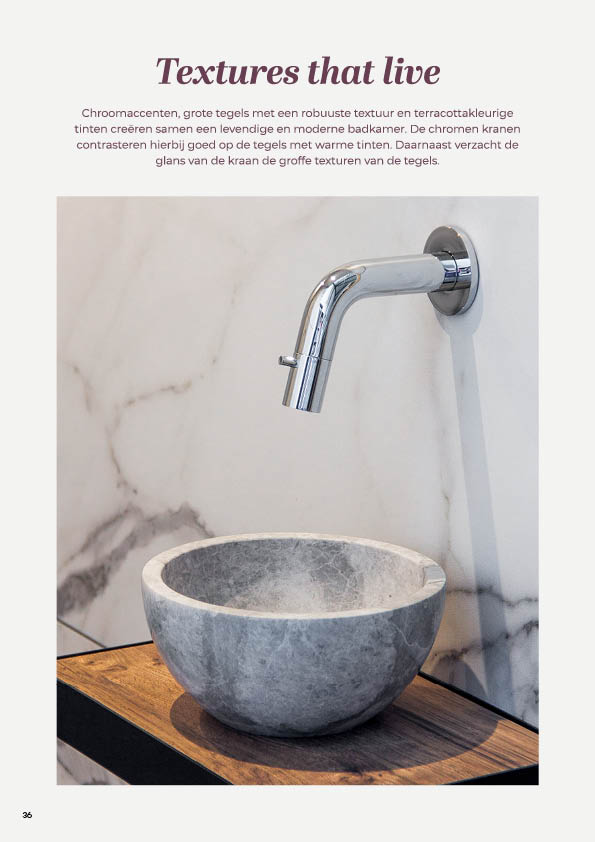 Textures that live
Chroomaccenten, grote tegels met een robuuste textuur en terracottakleurige
tinten creëren samen een levendige en moderne badkamer. De chromen kranen
contrasteren hierbij goed op de tegels met warme tinten. Daarnaast verzacht de
glans van de kraan de groffe texturen van de tegels.
36